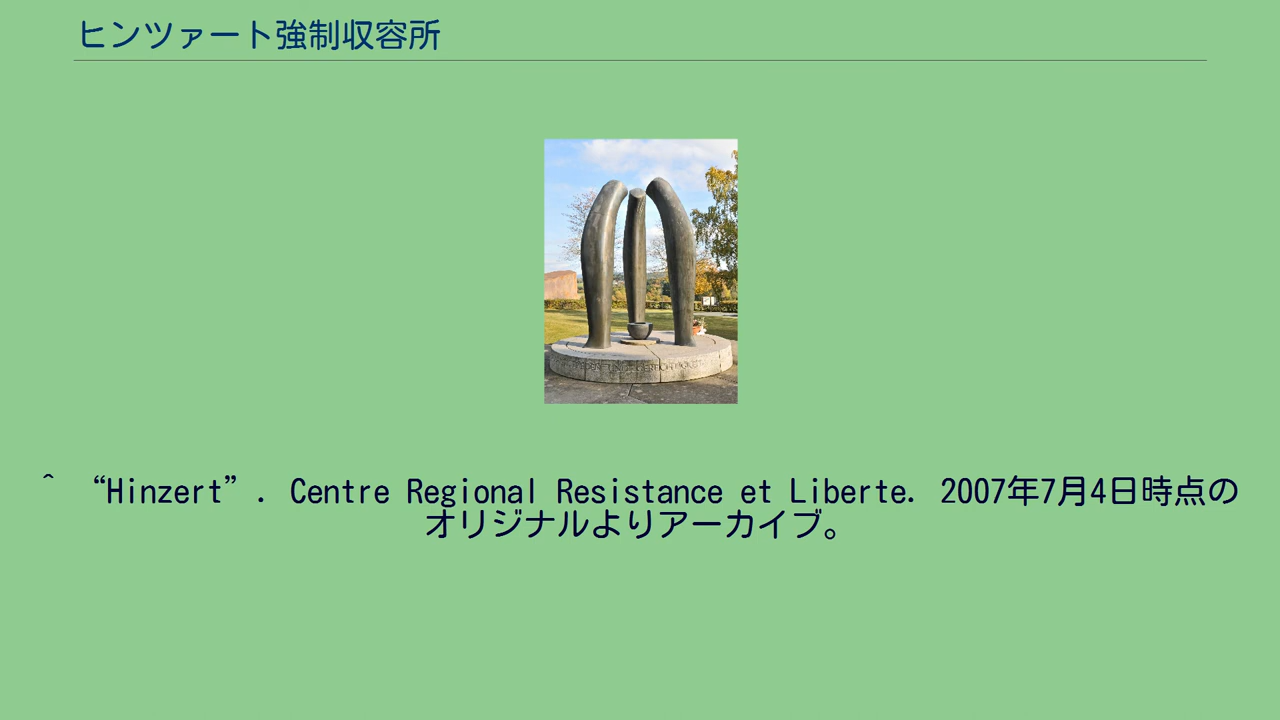 ヒンツァート強制収容所
^ “Hinzert”. Centre Regional Resistance et Liberte. 2007年7月4日時点の
オリジナルよりアーカイブ。